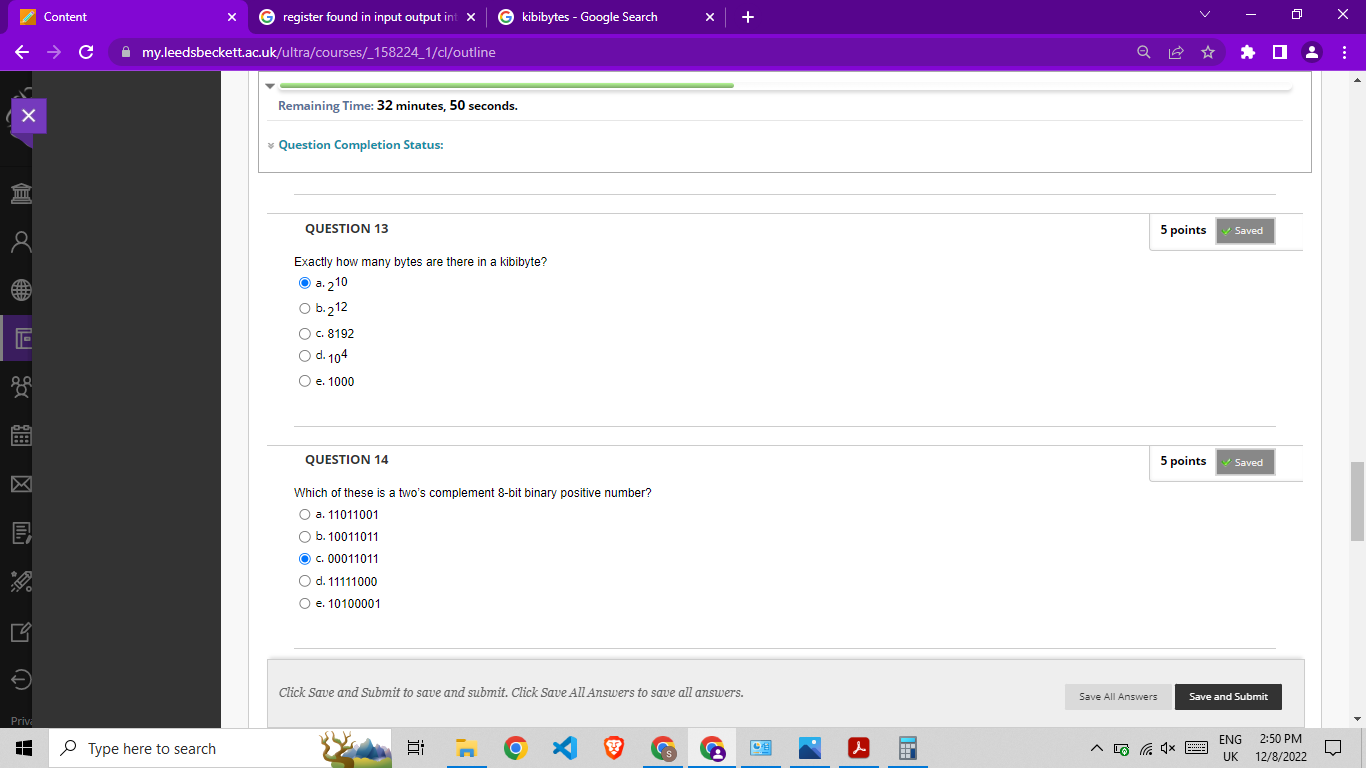 Content
register found in input output int
kibibytes - Google Search
my.leedsbeckett.ac.uk/ultra/courses/_158224_1/cl/outline
Remaining Time: 32 minutes, 50 seconds.
Question Completion Status:
QUESTION 13
5 points
Saved
Exactly how many bytes are there in a kibibyte?
a. 2^10
b. 2^12
c. 8192
d. 10^4
e. 1000
QUESTION 14
5 points
Saved
Which of these is a two's complement 8-bit binary positive number?
a. 11011001
b. 10011011
c. 00011011
d. 11111000
e. 10100001
Click Save and Submit to save and submit. Click Save All Answers to save all answers.
Save All Answers
Save and Submit
Priva
Type here to search
S
ENG
UK
2:50 PM
12/8/2022